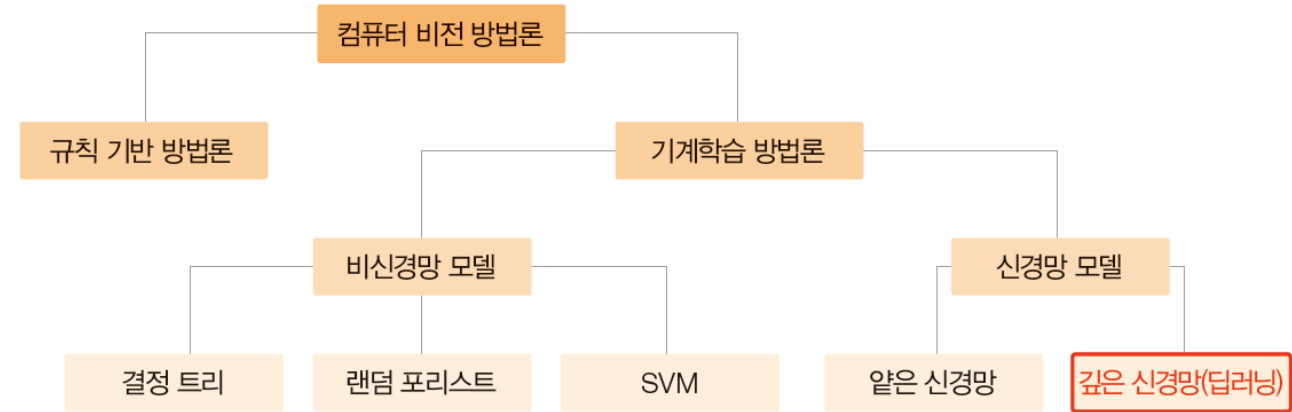 컴퓨터 비전 방법론
규칙 기반 방법론
기계학습 방법론
비신경망 모델
신경망 모델
결정 트리
랜덤 포리스트
SVM
얕은 신경망
깊은 신경망(딥러닝)